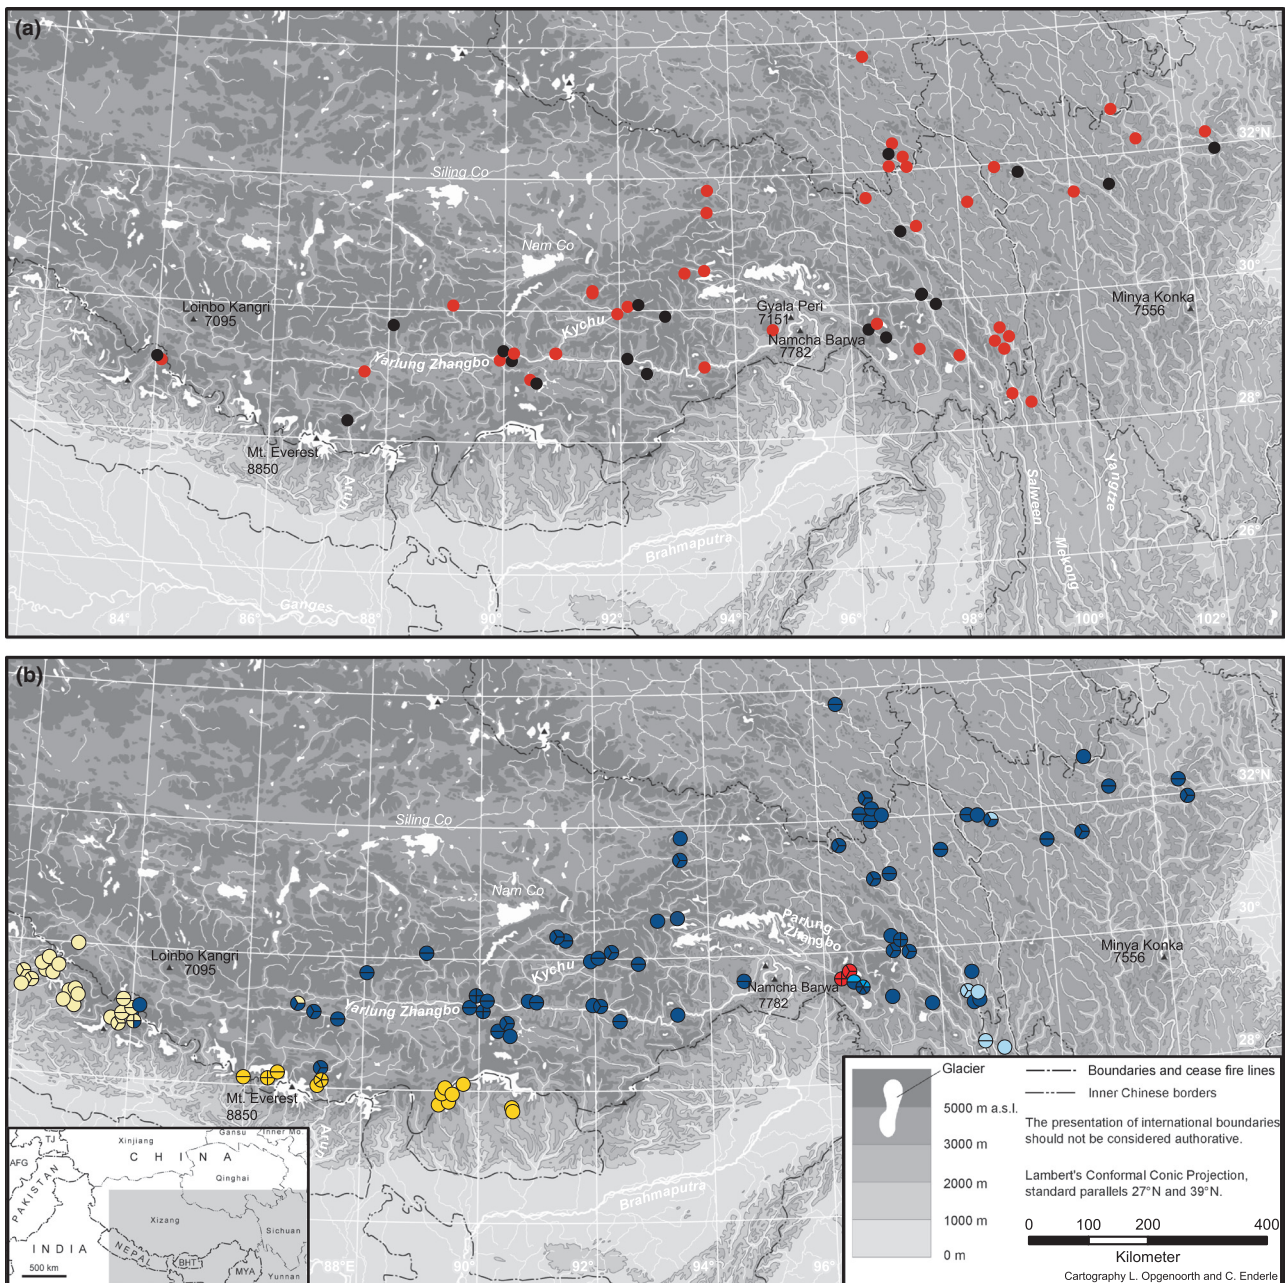 (a)
32°N
Siling Co
Nam Co
30°
Loinbo Kangri
7095
Gyala Peri
7151
Minya Konka
7556
Kychu
Namcha Barwa
7782
Yarlung Zhangbo
28°
Mt. Everest
8850
Arun
Salween
Yangtze
Mekong
26°
Brahmaputra
Ganges
84°
86°
88°
90°
92°
94°
96°
98°
100°
102°
(b)
32°N
Siling Co
Nam Co
30°
Parlung
Zhangbo
Loinbo Kangri
7095
Minya Konka
7556
Kychu
Namcha Barwa
7782
Yarlung Zhangbo
28°
Mt. Everest
8850
Arun
Brahmaputra
88°E
90°
92°
94°
96°
Glacier
5000 m a.s.l.
3000 m
2000 m
1000 m
0 m
Boundaries and cease fire lines
Inner Chinese borders
The presentation of international boundaries
should not be considered authorative.
Lambert's Conformal Conic Projection,
standard parallels 27°N and 39°N.
0 100 200 400
Kilometer
Cartography L. Opgenoorth and C. Enderle
TJ
Xinjiang
Gansu
Inner Mo.
AFG
CHINA
Qinghai
PAKISTAN
Xizang
Sichuan
INDIA
NEPAL
BHT
MYA
Yunnan
500 km